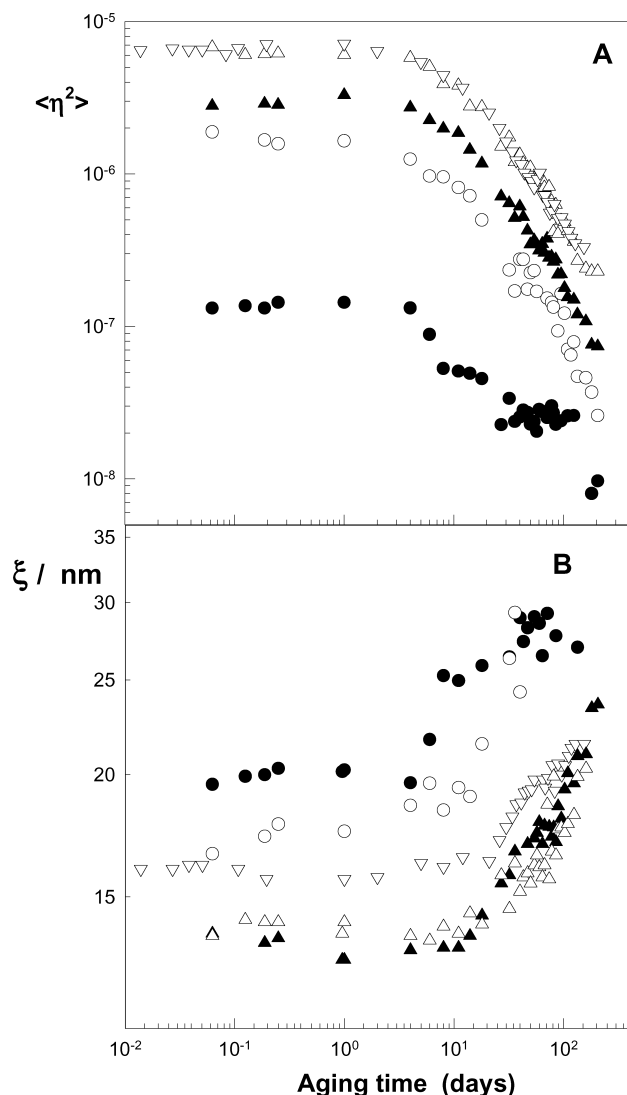 10⁻⁵
A
<η²>
10⁻⁶
10⁻⁷
10⁻⁸
35
B
ξ / nm
30
25
20
15
10⁻² 10⁻¹ 10⁰ 10¹ 10²
Aging time (days)